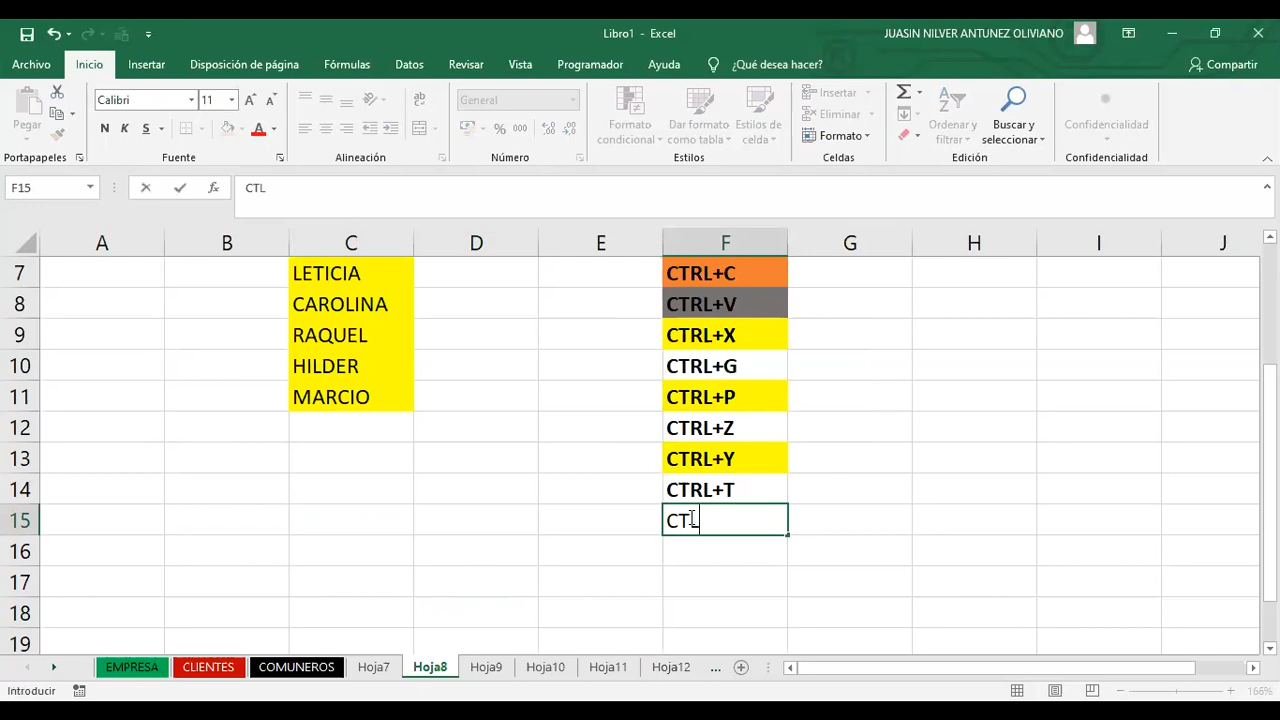 Libro1 - Excel
JUASIN NILVER ANTUNEZ OLIVIANO
Archivo Inicio Insertar Disposición de página Fórmulas Datos Revisar Vista Programador Ayuda ¿Qué desea hacer? Compartir
Pegar
Calibri 11 A A
N K S A
ab
General
% 000
Formato condicional
Dar formato como tabla
Estilos de celda
Insertar
Eliminar
Formato
Ordenar y filtrar
Buscar y seleccionar
Confidencialidad
Portapapeles Fuente Alineación Número Estilos Celdas Edición Confidencialidad
F15 fx CTL
A B C D E F G H I J
7 LETICIA CTRL+C
8 CAROLINA CTRL+V
9 RAQUEL CTRL+X
10 HILDER CTRL+G
11 MARCIO CTRL+P
12 CTRL+Z
13 CTRL+Y
14 CTRL+T
15 CTL
16
17
18
19
EMPRESA CLIENTES COMUNEROS Hoja7 Hoja8 Hoja9 Hoja10 Hoja11 Hoja12 ...
Introducir 166%